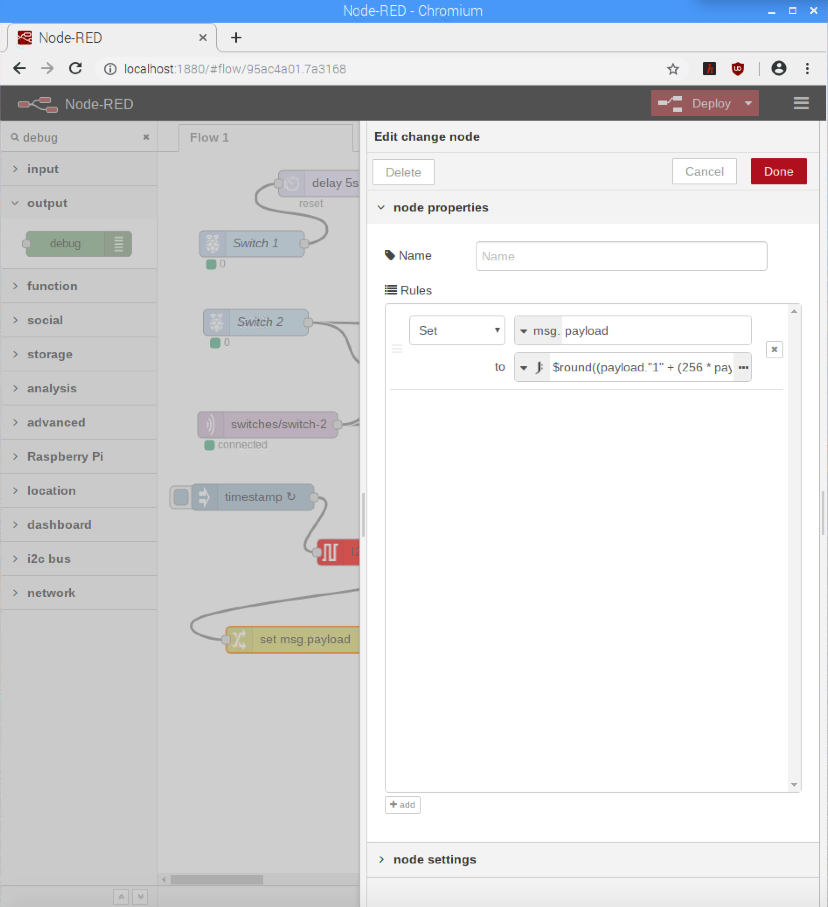 Node-RED - Chromium
Node-RED
localhost:1880/#flow/95ac4a01.7a3168
Node-RED
Deploy
debug
input
output
debug
function
social
storage
analysis
advanced
Raspberry Pi
location
dashboard
i2c bus
network
Flow 1
delay 5s
reset
Switch 1
0
Switch 2
0
switches/switch-2
connected
timestamp ↻
set msg.payload
Edit change node
Delete
Cancel
Done
node properties
Name
Name
Rules
Set
msg. payload
to
$round((payload."1" + (256 * pay
add
node settings